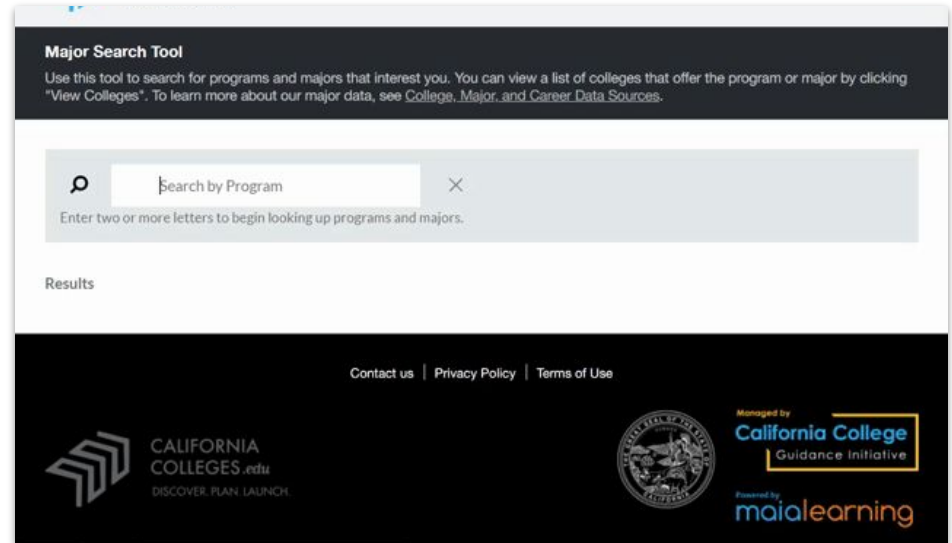 Major Search Tool
Use this tool to search for programs and majors that interest you. You can view a list of colleges that offer the program or major by clicking
"View Colleges". To learn more about our major data, see College, Major, and Career Data Sources.
Search by Program
Enter two or more letters to begin looking up programs and majors.
Results
Contact us | Privacy Policy | Terms of Use
CALIFORNIA
COLLEGES.edu
DISCOVER. PLAN. LAUNCH.
Managed by
California College
Guidance Initiative
Powered by
maialearning